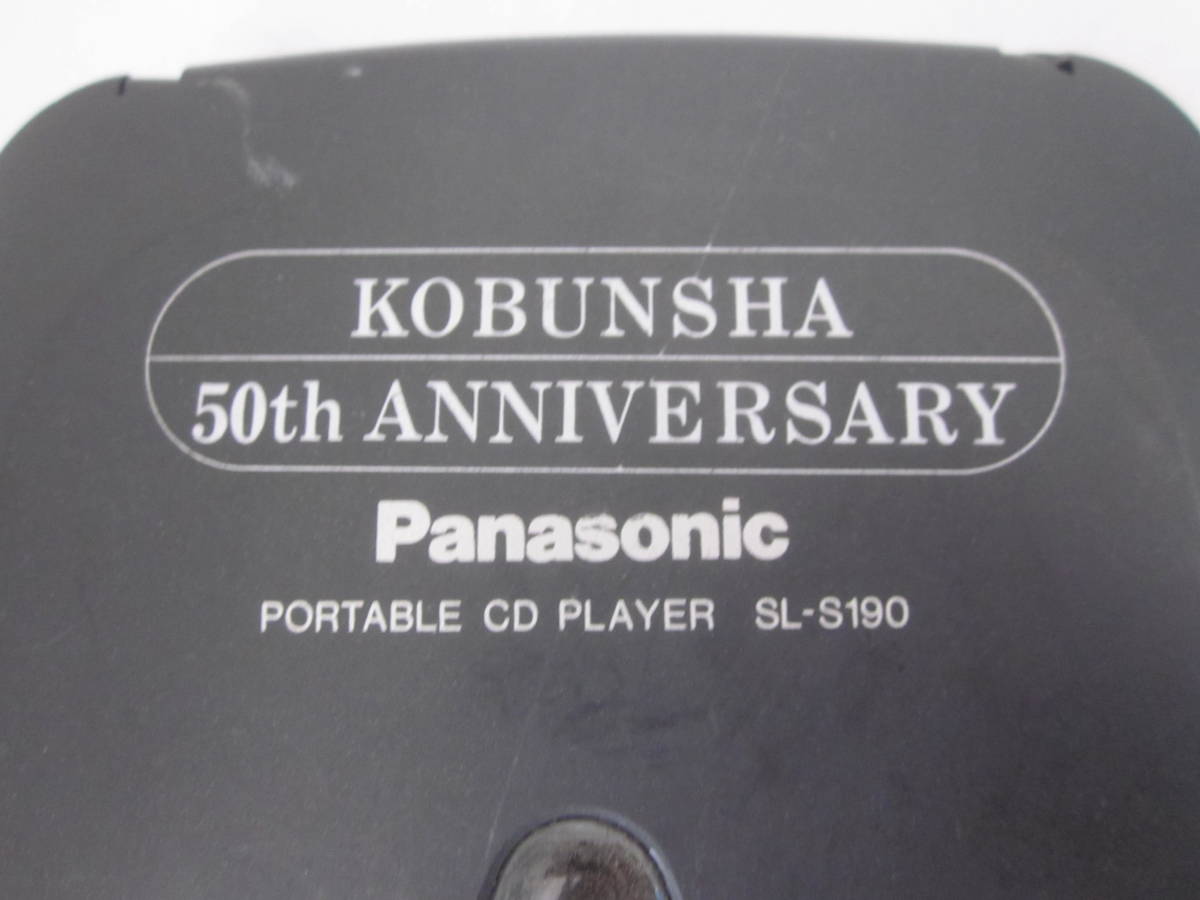 KOBUNSHA
50th ANNIVERSARY
Panasonic
PORTABLE CD PLAYER SL-S190